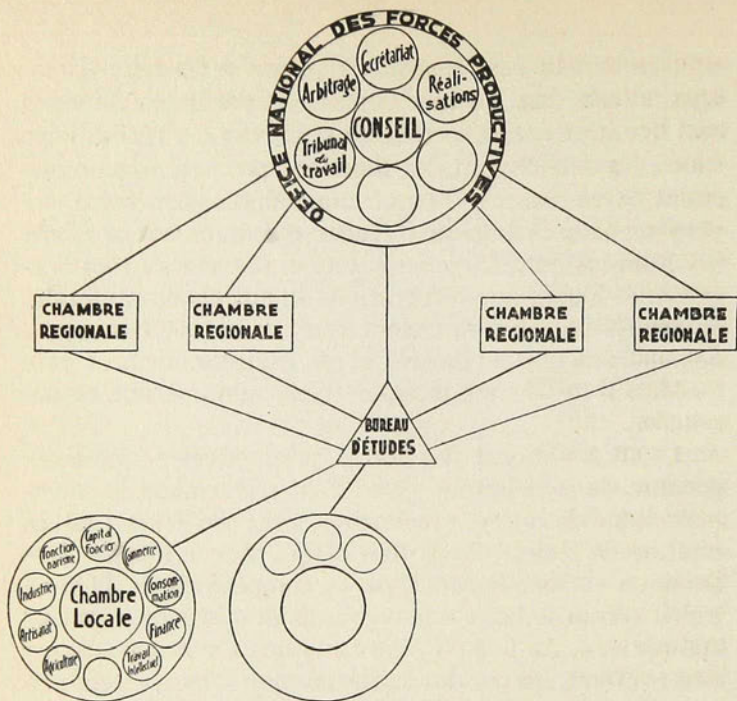 OFFICE NATIONAL DES FORCES PRODUCTIVES
Secrétariat
Arbitrage
Réali-
sations
CONSEIL
Tribunal
du
travail
CHAMBRE
REGIONALE
CHAMBRE
REGIONALE
CHAMBRE
REGIONALE
CHAMBRE
REGIONALE
BUREAU
D'ÉTUDES
Capital
foncier
Fonction-
narisme
Commerce
Industrie
Consom-
mation
Chambre
Locale
Artisanat
Finance
Agriculture
Travail
Intellectuel